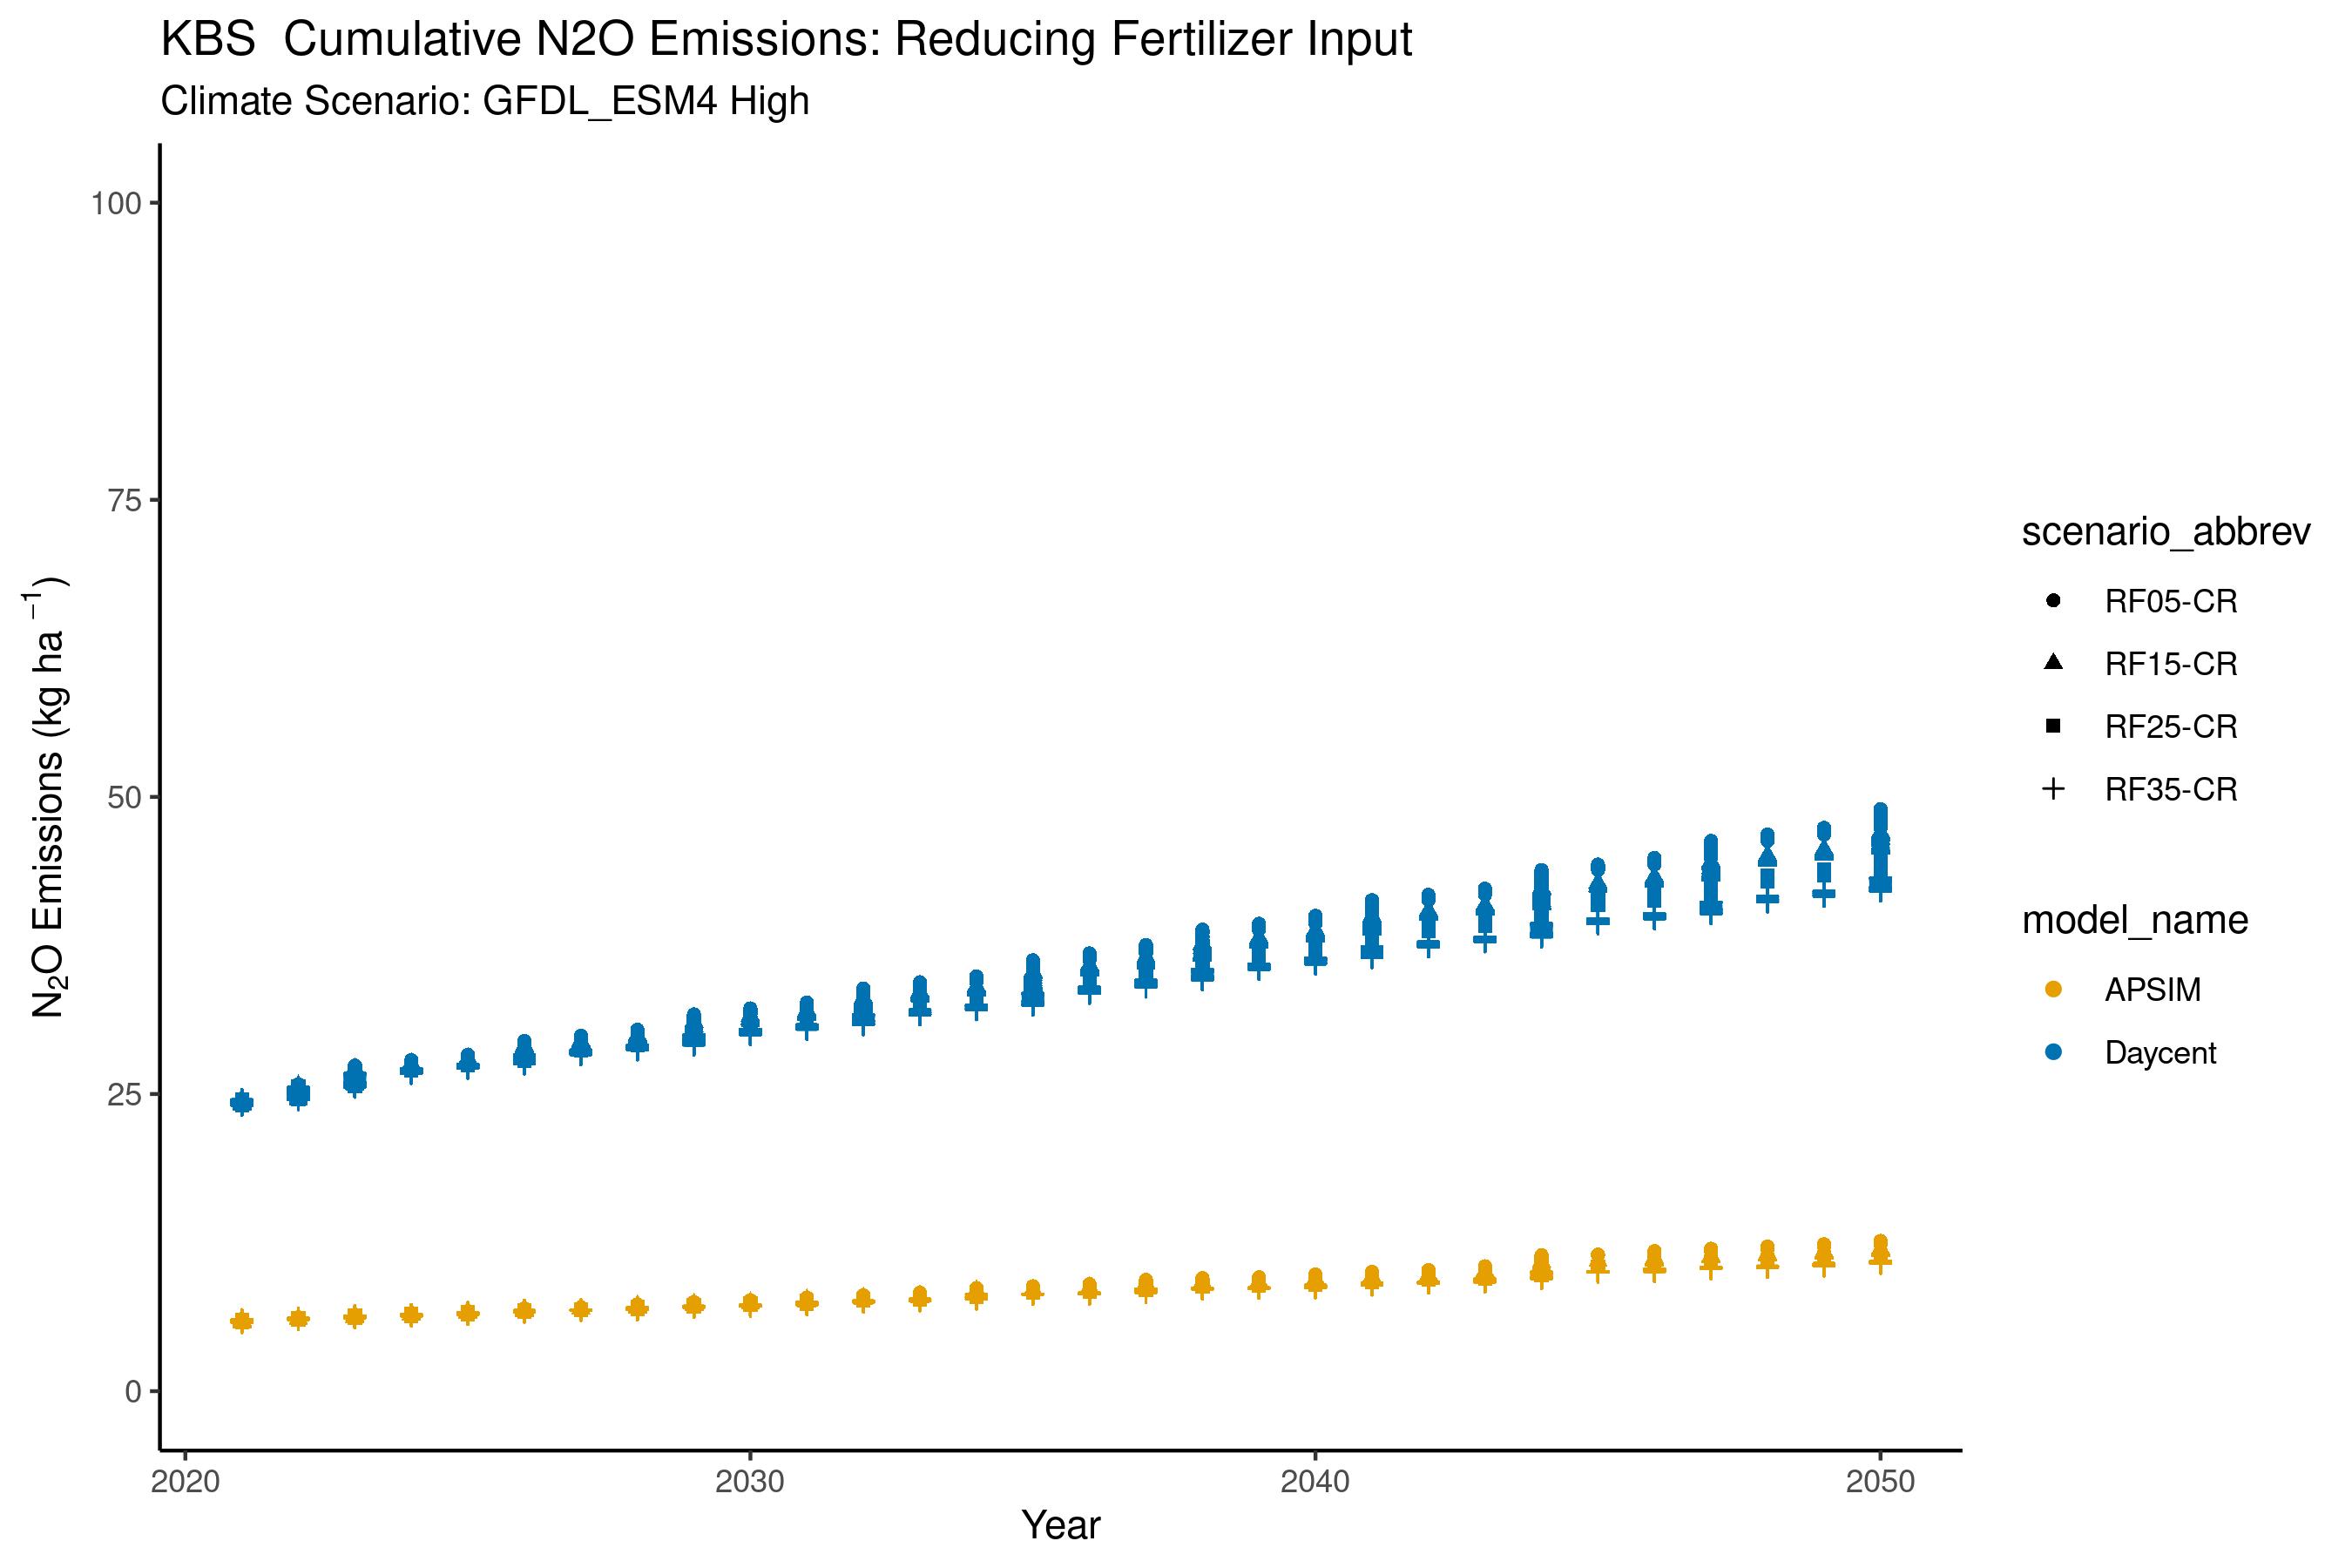 KBS  Cumulative N2O Emissions: Reducing Fertilizer Input
Climate Scenario: GFDL_ESM4 High
N₂O Emissions (kg ha⁻¹)
100
75
50
25
0
2020
2030
2040
2050
Year
scenario_abbrev
RF05-CR
RF15-CR
RF25-CR
RF35-CR
model_name
APSIM
Daycent